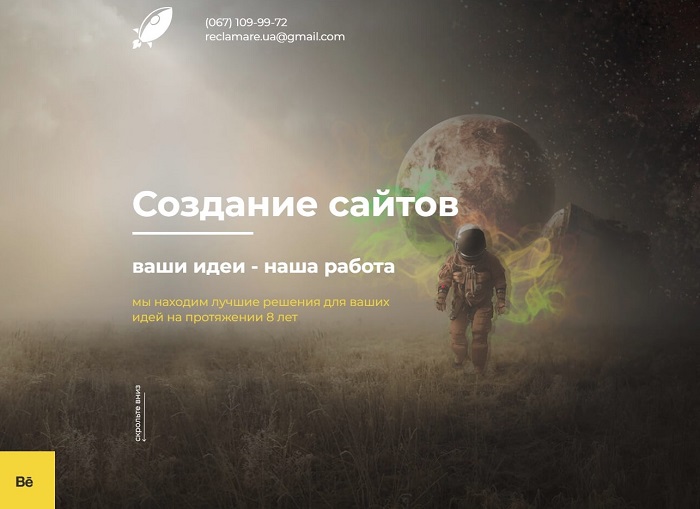 (067) 109-99-72
reclamare.ua@gmail.com
Создание сайтов
ваши идеи - наша работа
мы находим лучшие решения для ваших
идей на протяжении 8 лет
скрольте вниз
Bē